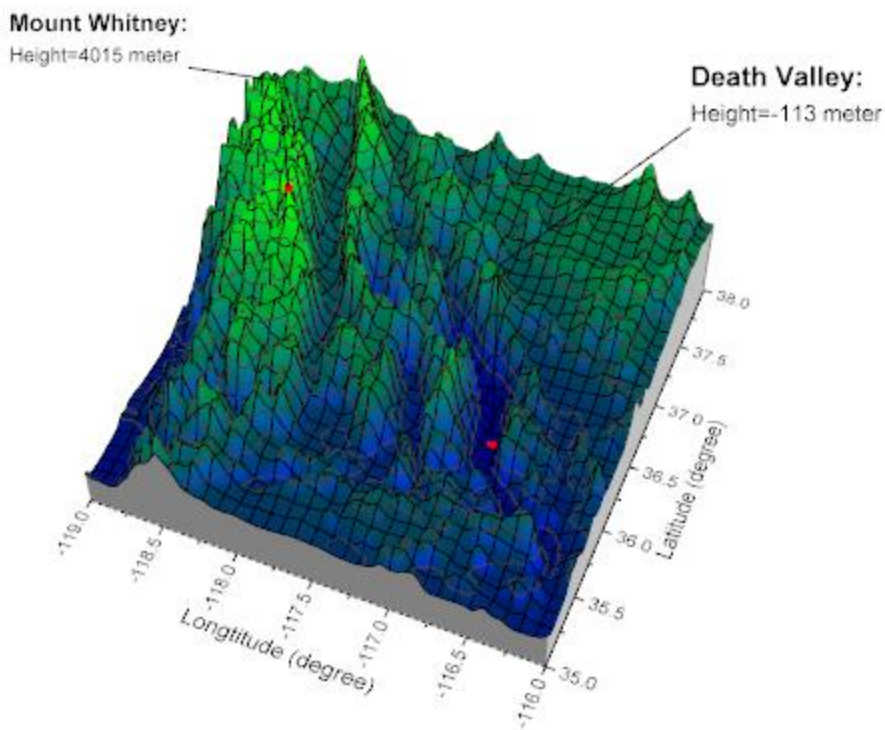 Mount Whitney:
Height=4015 meter
Death Valley:
Height=-113 meter
38.0
37.5
37.0
36.5
36.0
35.5
35.0
Latitude (degree)
-119.0
-118.5
-118.0
-117.5
-117.0
-116.5
-116.0
Longtitude (degree)